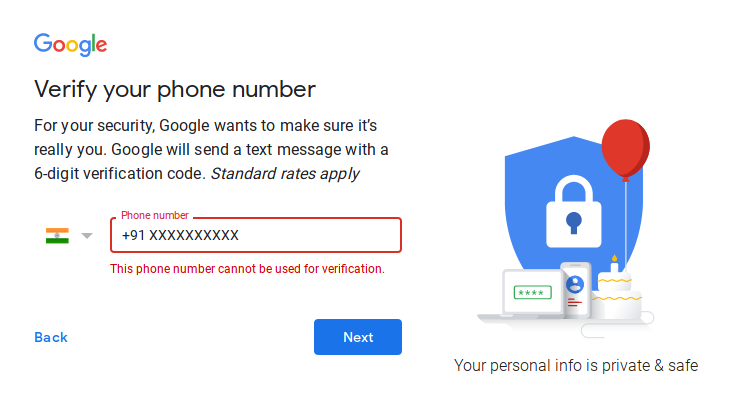 Google
Verify your phone number
For your security, Google wants to make sure it’s
really you. Google will send a text message with a
6-digit verification code. Standard rates apply
Phone number
+91 XXXXXXXXXX
This phone number cannot be used for verification.
Back
Next
****
Your personal info is private & safe